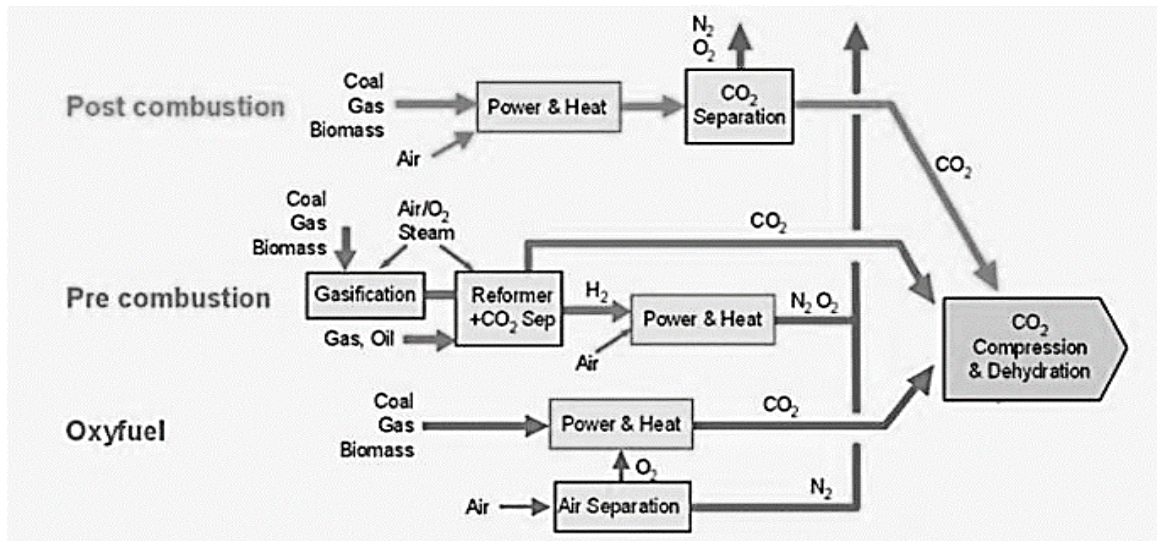 N₂
O₂
Post combustion
Coal
Gas
Biomass
Air
Power & Heat
CO₂
Separation
CO₂
Pre combustion
Coal
Gas
Biomass
Air/O₂
Steam
Gasification
Gas, Oil
Reformer
+CO₂ Sep
CO₂
H₂
Air
Power & Heat
N₂ O₂
CO₂
Compression
& Dehydration
Oxyfuel
Coal
Gas
Biomass
Power & Heat
CO₂
O₂
Air
Air Separation
N₂